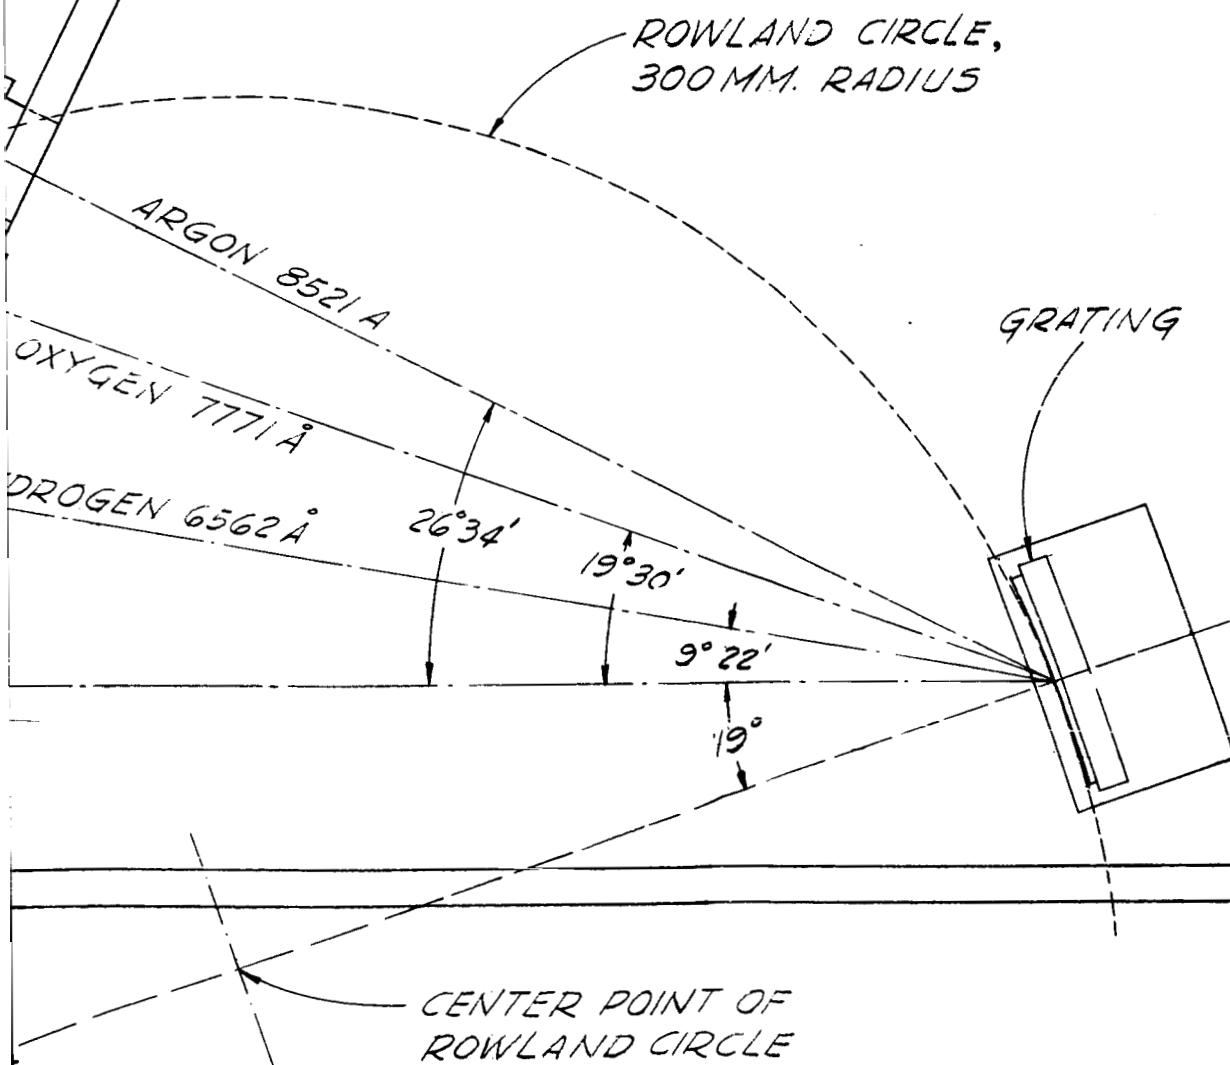 ROWLAND CIRCLE,
300 MM. RADIUS
ARGON 8521 A
GRATING
OXYGEN 7771 Å
DROGEN 6562 Å
26°34'
19°30'
9°22'
19°
CENTER POINT OF
ROWLAND CIRCLE